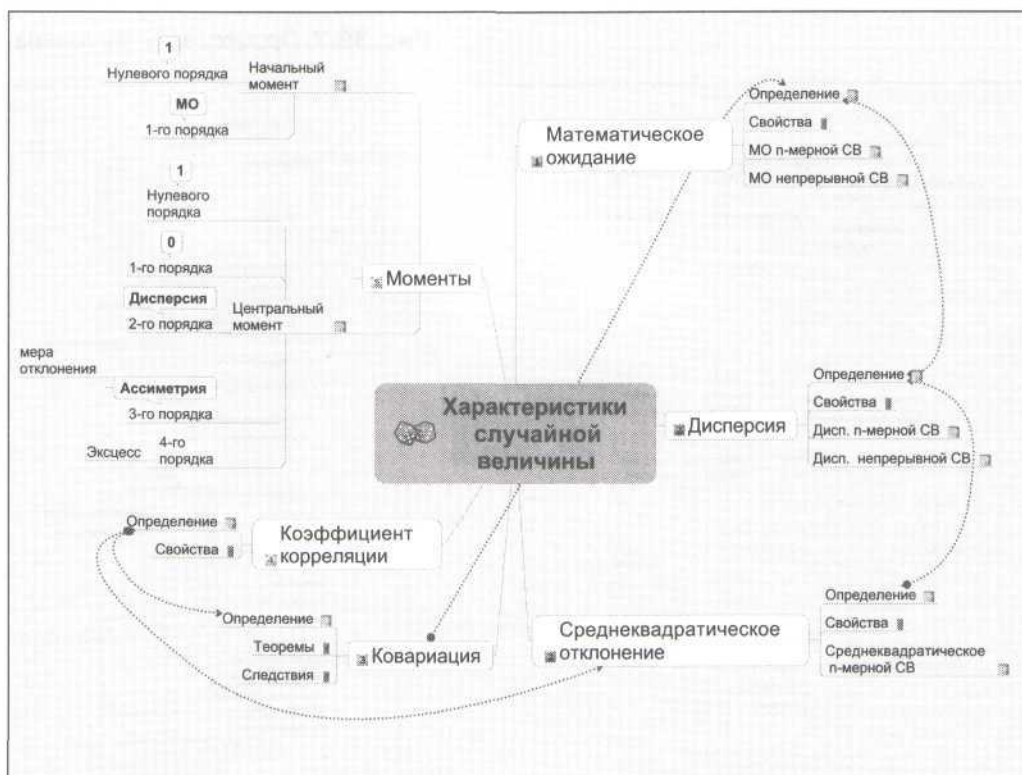 Характеристики
случайной
величины
Математическое
ожидание
Определение
Свойства
МО n-мерной СВ
МО непрерывной СВ
Дисперсия
Определение
Свойства
Дисп. n-мерной СВ
Дисп. непрерывной СВ
Среднеквадратическое
отклонение
Определение
Свойства
Среднеквадратическое
n-мерной СВ
Ковариация
Определение
Теоремы
Следствия
Коэффициент
корреляции
Определение
Свойства
Моменты
Начальный
момент
1
Нулевого порядка
МО
1-го порядка
Центральный
момент
1
Нулевого
порядка
0
1-го порядка
Дисперсия
2-го порядка
мера
отклонения
Ассиметрия
3-го порядка
Эксцесс
4-го
порядка